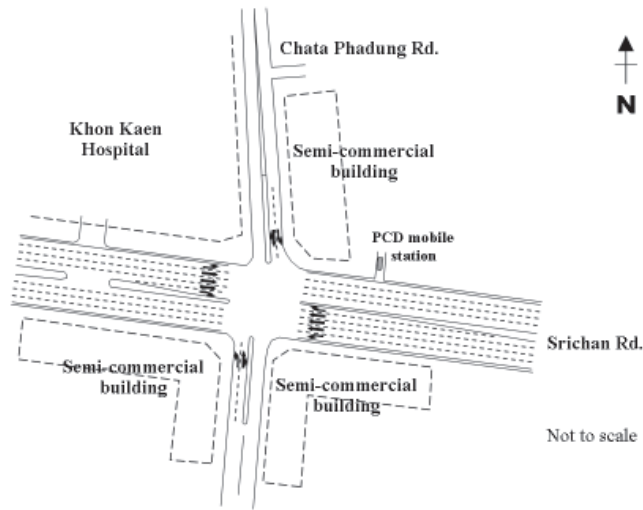 Chata Phadung Rd.
N
Khon Kaen
Hospital
Semi-commercial
building
PCD mobile
station
Srichan Rd.
Semi-commercial
building
Semi-commercial
building
Not to scale